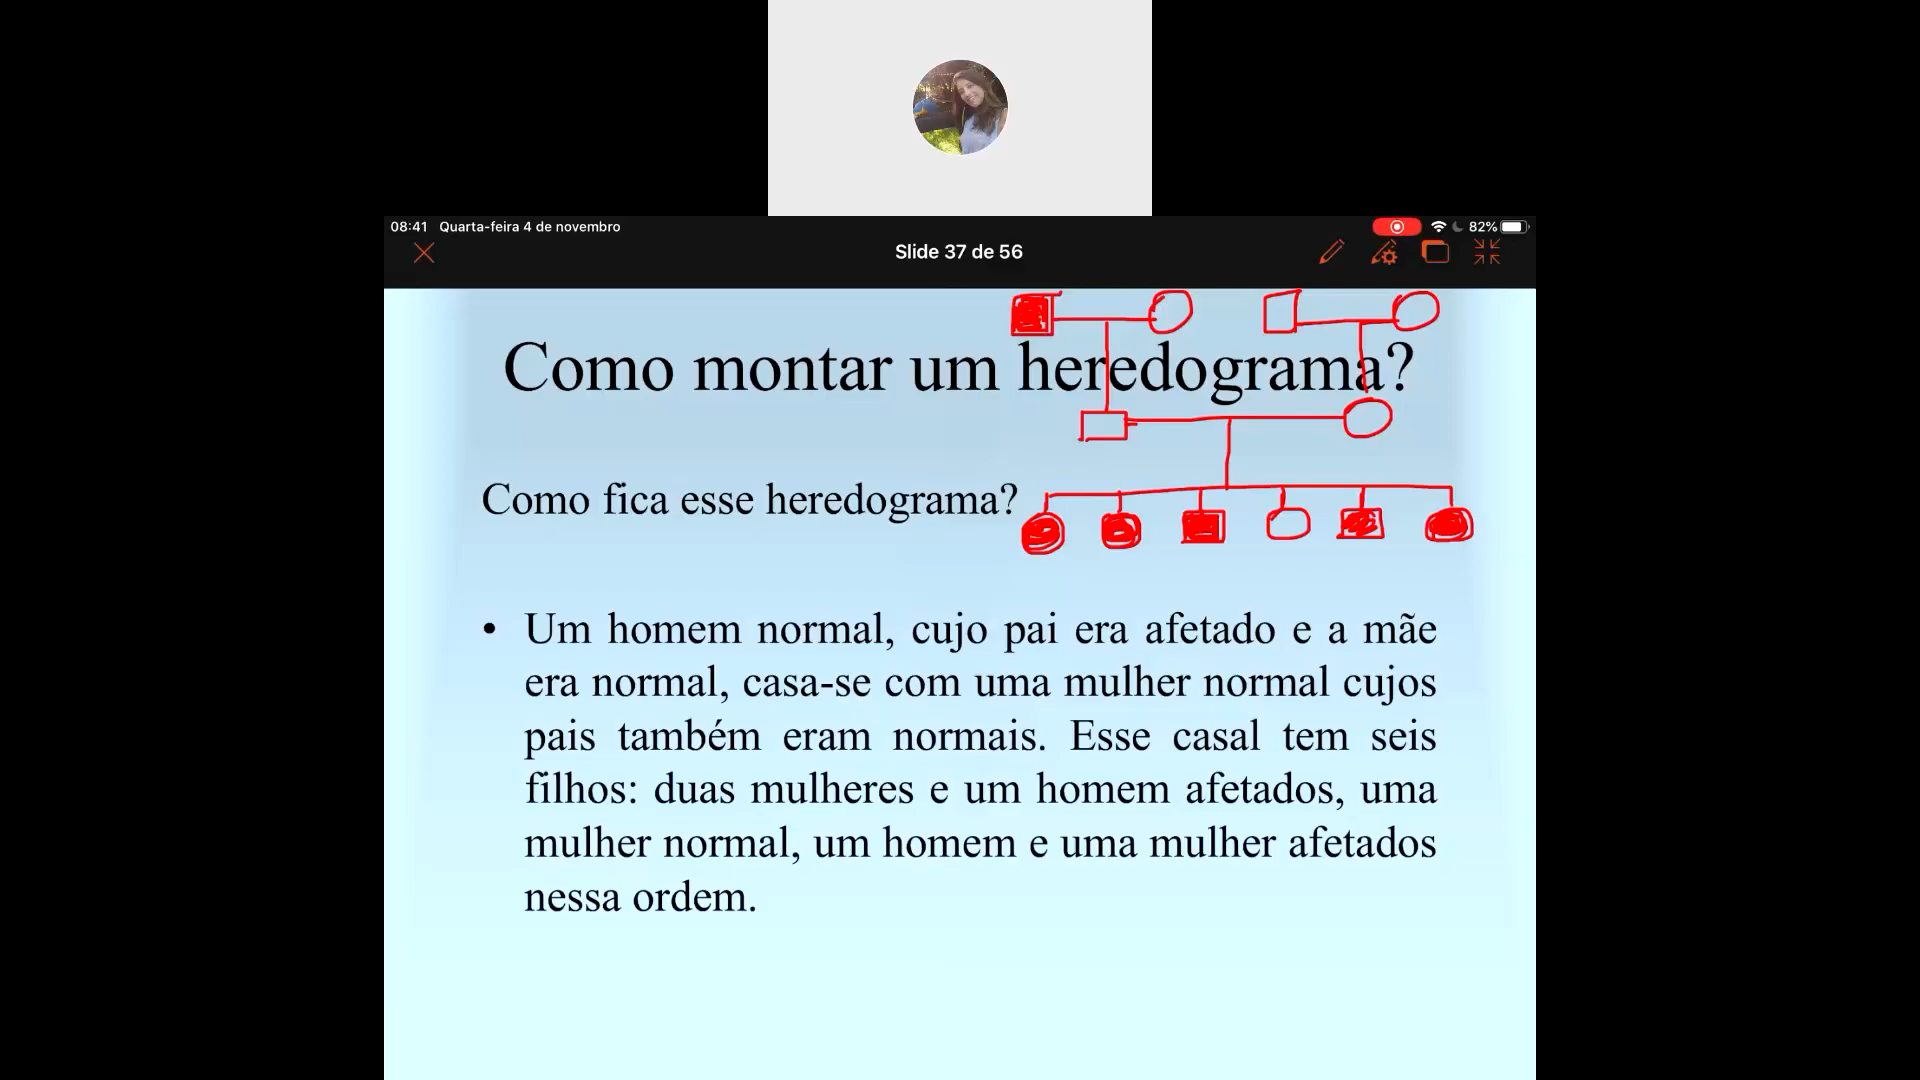 08:41 Quarta-feira 4 de novembro
82%
Slide 37 de 56
Como montar um heredograma?
Como fica esse heredograma?
• Um homem normal, cujo pai era afetado e a mãe
era normal, casa-se com uma mulher normal cujos
pais também eram normais. Esse casal tem seis
filhos: duas mulheres e um homem afetados, uma
mulher normal, um homem e uma mulher afetados
nessa ordem.